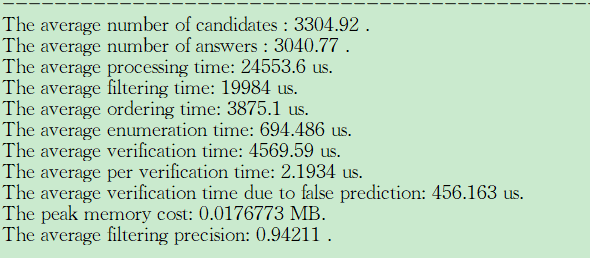 The average number of candidates : 3304.92 .
The average number of answers : 3040.77 .
The average processing time: 24553.6 us.
The average filtering time: 19984 us.
The average ordering time: 3875.1 us.
The average enumeration time: 694.486 us.
The average verification time: 4569.59 us.
The average per verification time: 2.1934 us.
The average verification time due to false prediction: 456.163 us.
The peak memory cost: 0.0176773 MB.
The average filtering precision: 0.94211 .